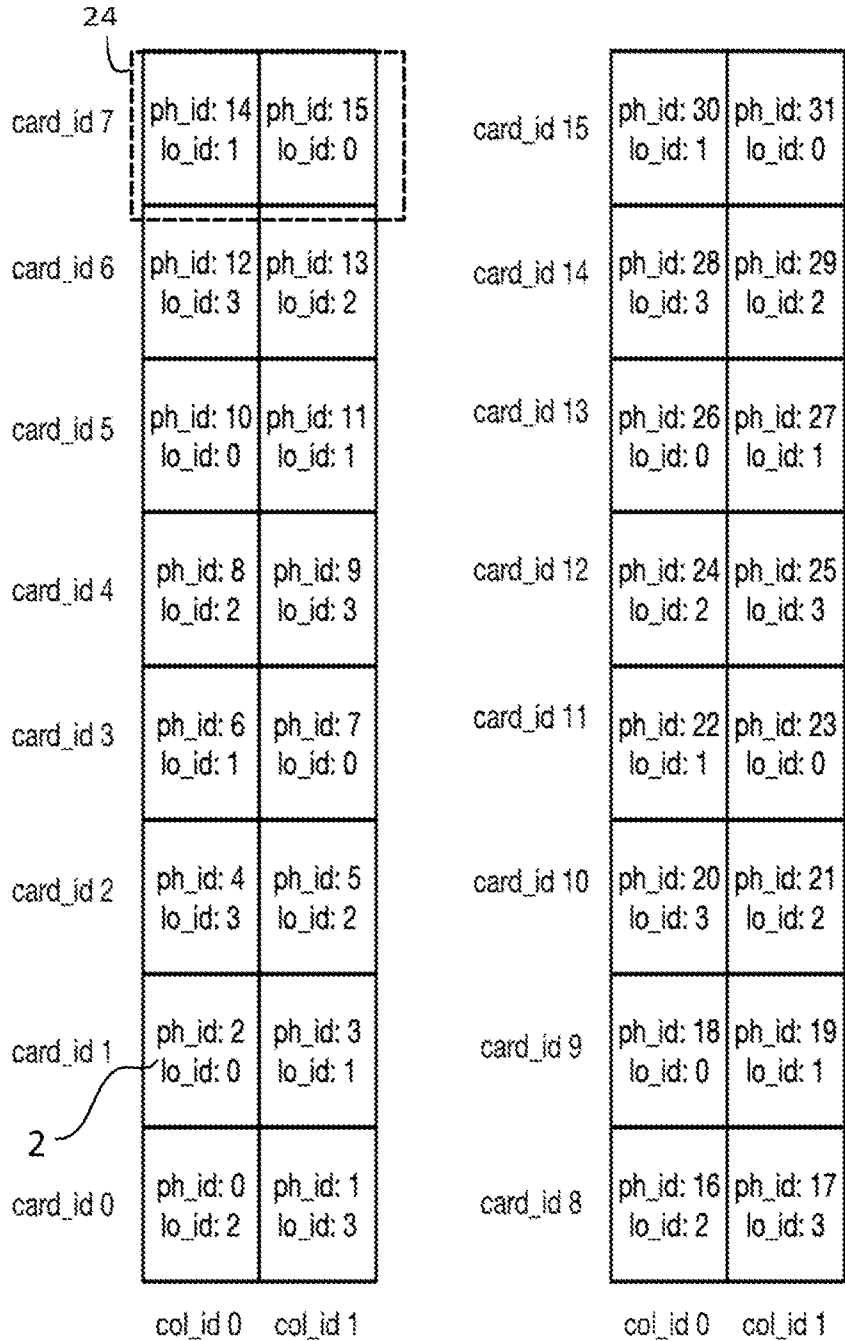 24
card_id 7
ph_id: 14 ph_id: 15
lo_id: 1 lo_id: 0
card_id 6
ph_id: 12 ph_id: 13
lo_id: 3 lo_id: 2
card_id 5
ph_id: 10 ph_id: 11
lo_id: 0 lo_id: 1
card_id 4
ph_id: 8 ph_id: 9
lo_id: 2 lo_id: 3
card_id 3
ph_id: 6 ph_id: 7
lo_id: 1 lo_id: 0
card_id 2
ph_id: 4 ph_id: 5
lo_id: 3 lo_id: 2
card_id 1
ph_id: 2 ph_id: 3
lo_id: 0 lo_id: 1
2
card_id 0
ph_id: 0 ph_id: 1
lo_id: 2 lo_id: 3
col_id 0 col_id 1
card_id 15
ph_id: 30 ph_id: 31
lo_id: 1 lo_id: 0
card_id 14
ph_id: 28 ph_id: 29
lo_id: 3 lo_id: 2
card_id 13
ph_id: 26 ph_id: 27
lo_id: 0 lo_id: 1
card_id 12
ph_id: 24 ph_id: 25
lo_id: 2 lo_id: 3
card_id 11
ph_id: 22 ph_id: 23
lo_id: 1 lo_id: 0
card_id 10
ph_id: 20 ph_id: 21
lo_id: 3 lo_id: 2
card_id 9
ph_id: 18 ph_id: 19
lo_id: 0 lo_id: 1
card_id 8
ph_id: 16 ph_id: 17
lo_id: 2 lo_id: 3
col_id 0 col_id 1